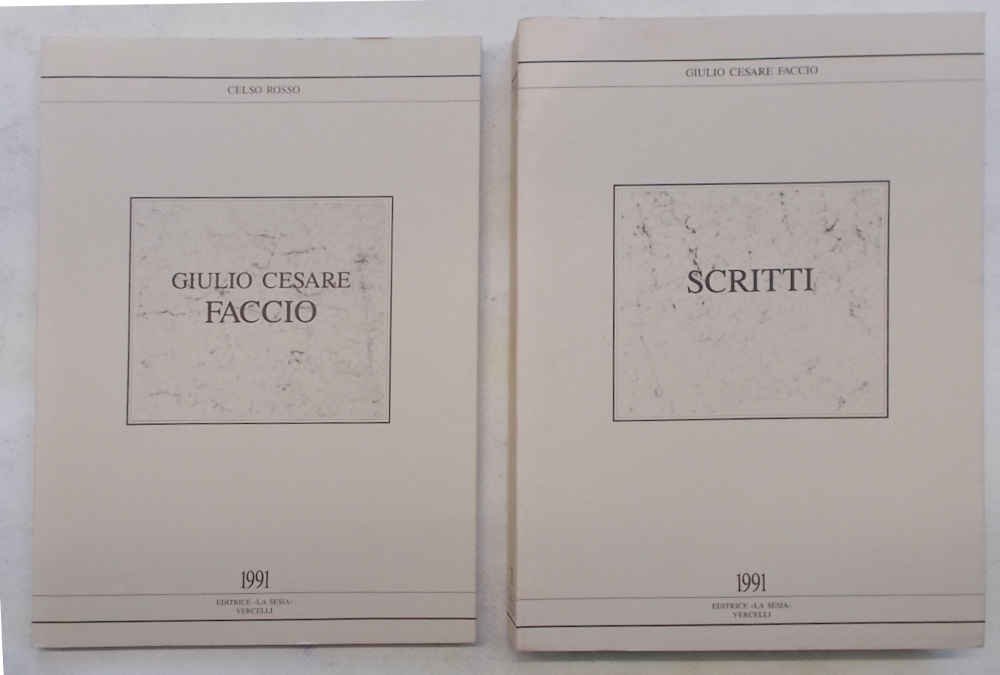 CELSO ROSSO
GIULIO CESARE
FACCIO
1991
EDITRICE «LA SESIA»
VERCELLI
GIULIO CESARE FACCIO
SCRITTI
1991
EDITRICE «LA SESIA»
VERCELLI